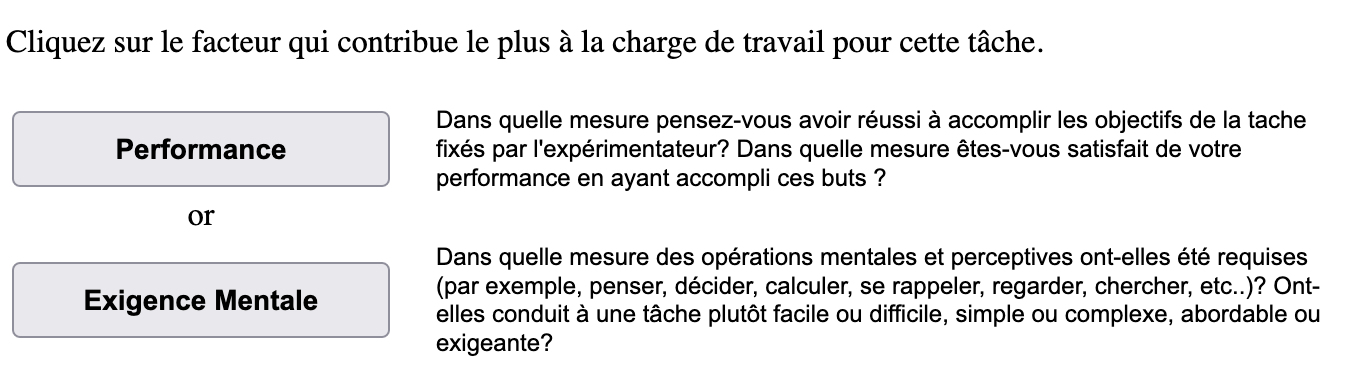 Cliquez sur le facteur qui contribue le plus à la charge de travail pour cette tâche.
Performance
Dans quelle mesure pensez-vous avoir réussi à accomplir les objectifs de la tache
fixés par l'expérimentateur? Dans quelle mesure êtes-vous satisfait de votre
performance en ayant accompli ces buts ?
or
Exigence Mentale
Dans quelle mesure des opérations mentales et perceptives ont-elles été requises
(par exemple, penser, décider, calculer, se rappeler, regarder, chercher, etc..)? Ont-
elles conduit à une tâche plutôt facile ou difficile, simple ou complexe, abordable ou
exigeante?